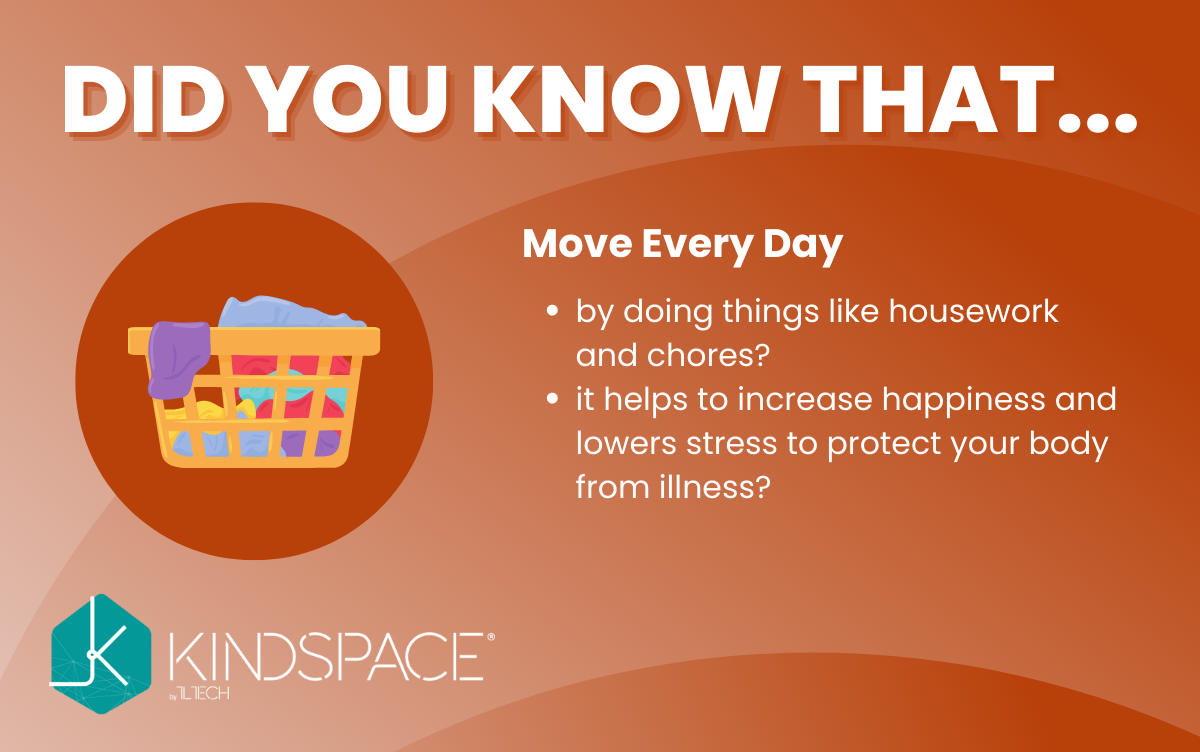 DID YOU KNOW THAT...
Move Every Day
• by doing things like housework
and chores?
• it helps to increase happiness and
lowers stress to protect your body
from illness?
KINDSPACE®
by TLTECH